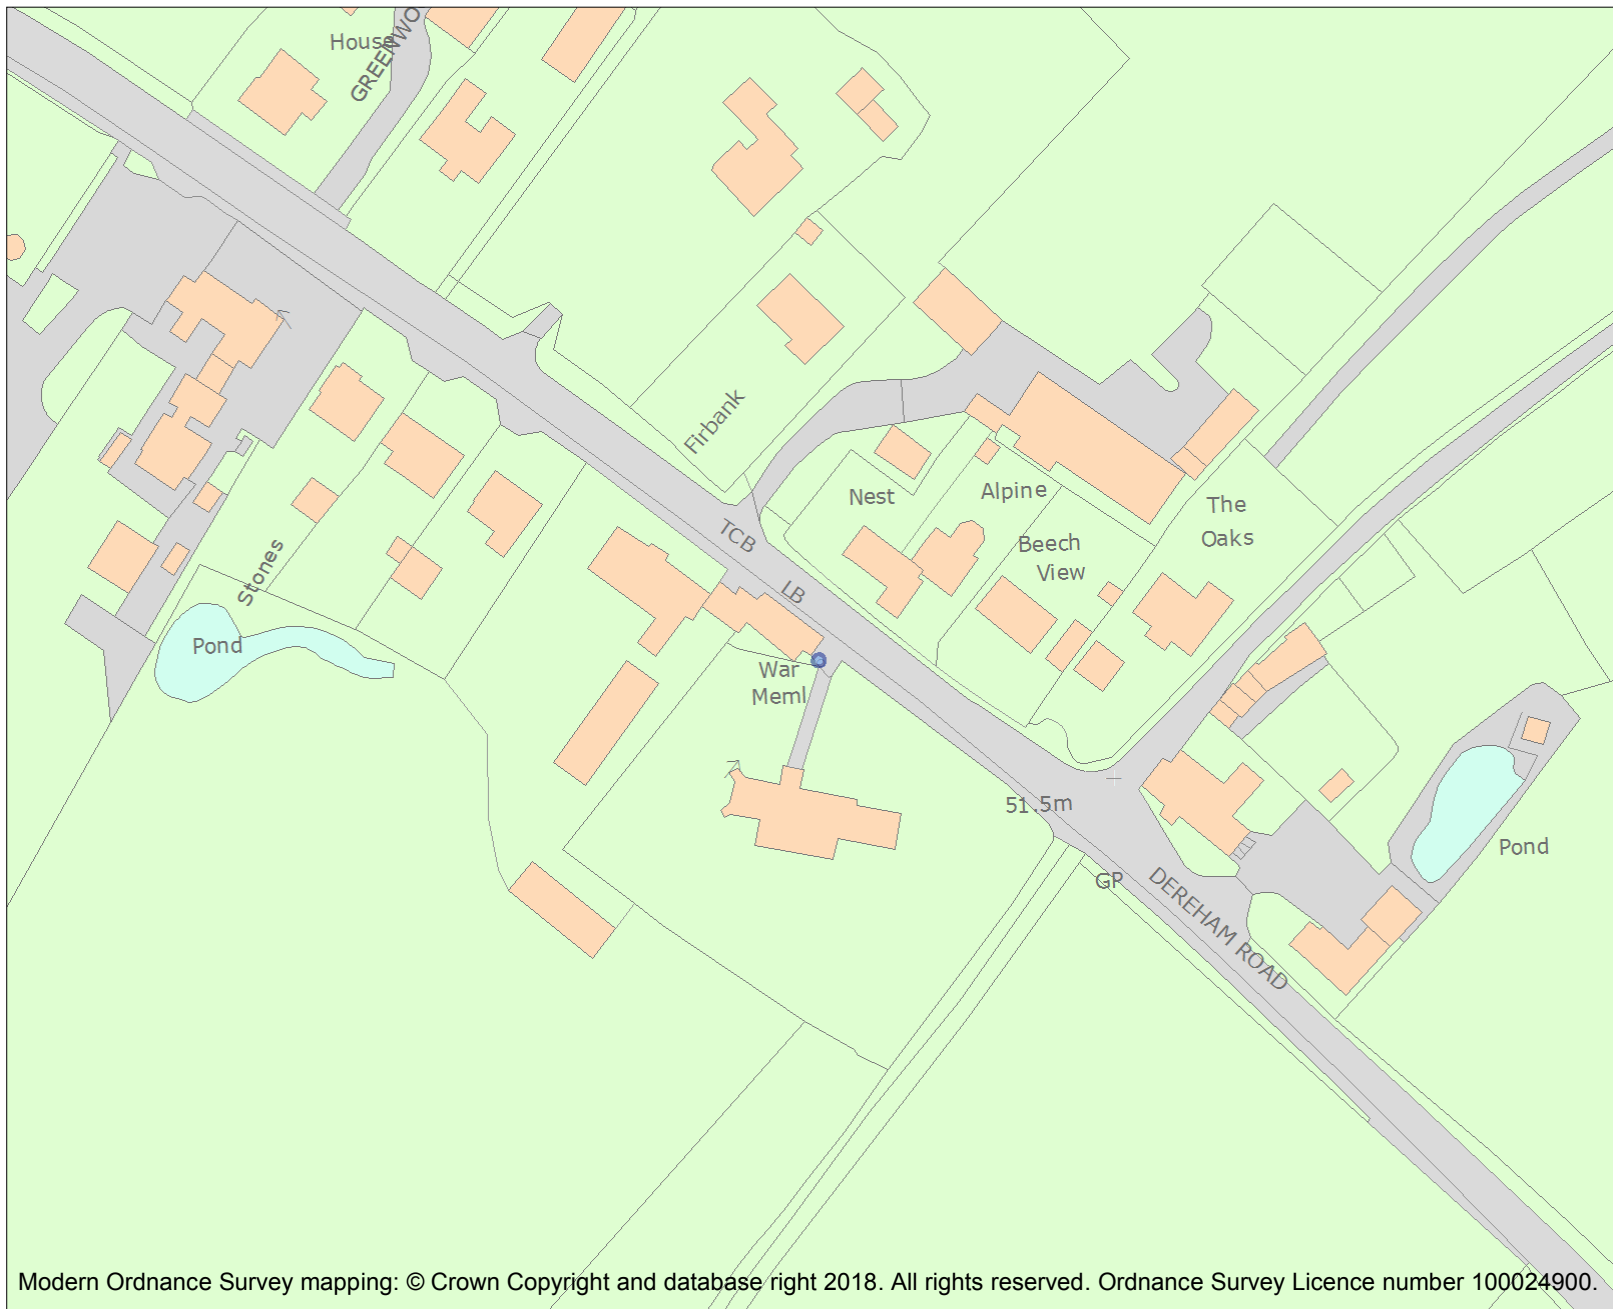 House
GREENWO
Firbank
TCB
Nest
Alpine
The
Oaks
Beech
View
LB
Stones
Pond
War
Meml
51.5m
GP
DEREHAM ROAD
Pond
Modern Ordnance Survey mapping: © Crown Copyright and database right 2018. All rights reserved. Ordnance Survey Licence number 100024900.